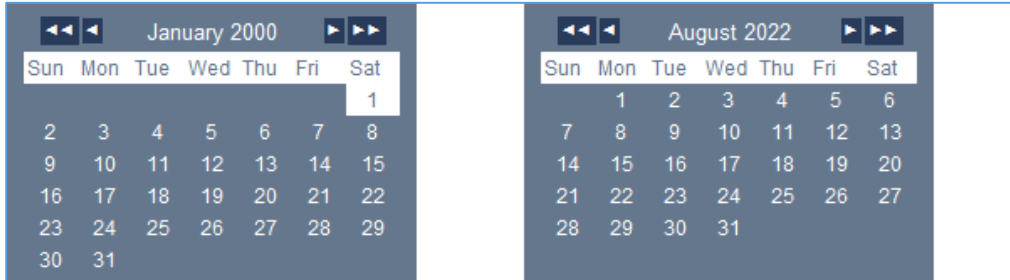 January 2000
Sun Mon Tue Wed Thu Fri Sat
1
2 3 4 5 6 7 8
9 10 11 12 13 14 15
16 17 18 19 20 21 22
23 24 25 26 27 28 29
30 31
August 2022
Sun Mon Tue Wed Thu Fri Sat
1 2 3 4 5 6
7 8 9 10 11 12 13
14 15 16 17 18 19 20
21 22 23 24 25 26 27
28 29 30 31